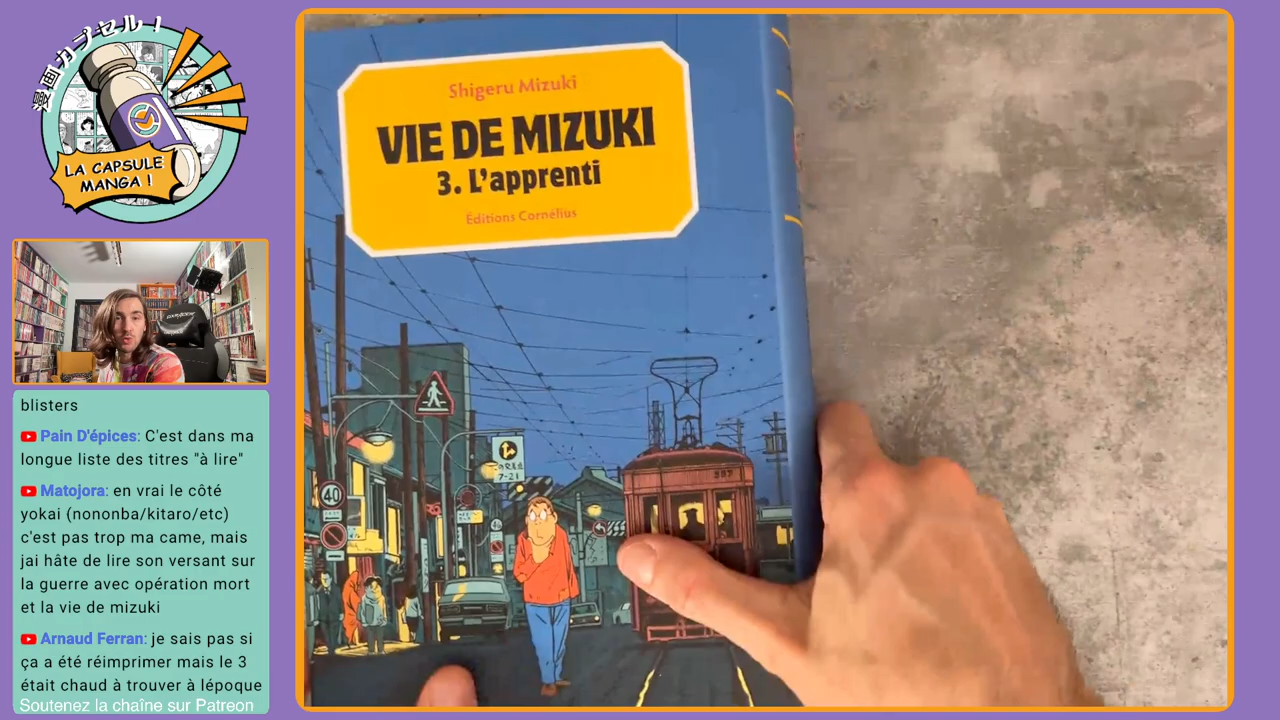 漫画カプセル！
LA CAPSULE
MANGA !
blisters
Pain D'épices: C'est dans ma
longue liste des titres "à lire"
Matojora: en vrai le côté
yokai (nononba/kitaro/etc)
c'est pas trop ma came, mais
jai hâte de lire son versant sur
la guerre avec opération mort
et la vie de mizuki
Arnaud Ferran: je sais pas si
ça a été réimprimer mais le 3
était chaud à trouver à lépoque
Soutenez la chaîne sur Patreon
Shigeru Mizuki
VIE DE MIZUKI
3. L'apprenti
Éditions Cornélius
7-21
40